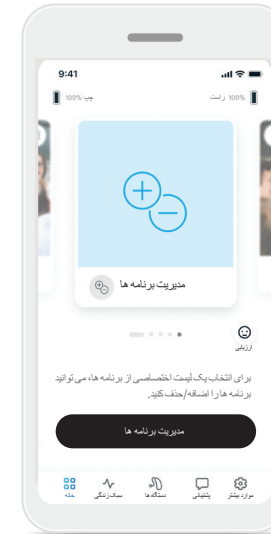 9:41
راست 100%
چپ 100%
مدیریت برنامه ها
ارزیابی
برای انتخاب یک لیست اختصاصی از برنامه ها، می توانید
برنامه ها را اضافه/حذف کنید.
مدیریت برنامه ها
موارد بیشتر
پشتیبانی
دستگاه ها
سبک زندگی
خانه